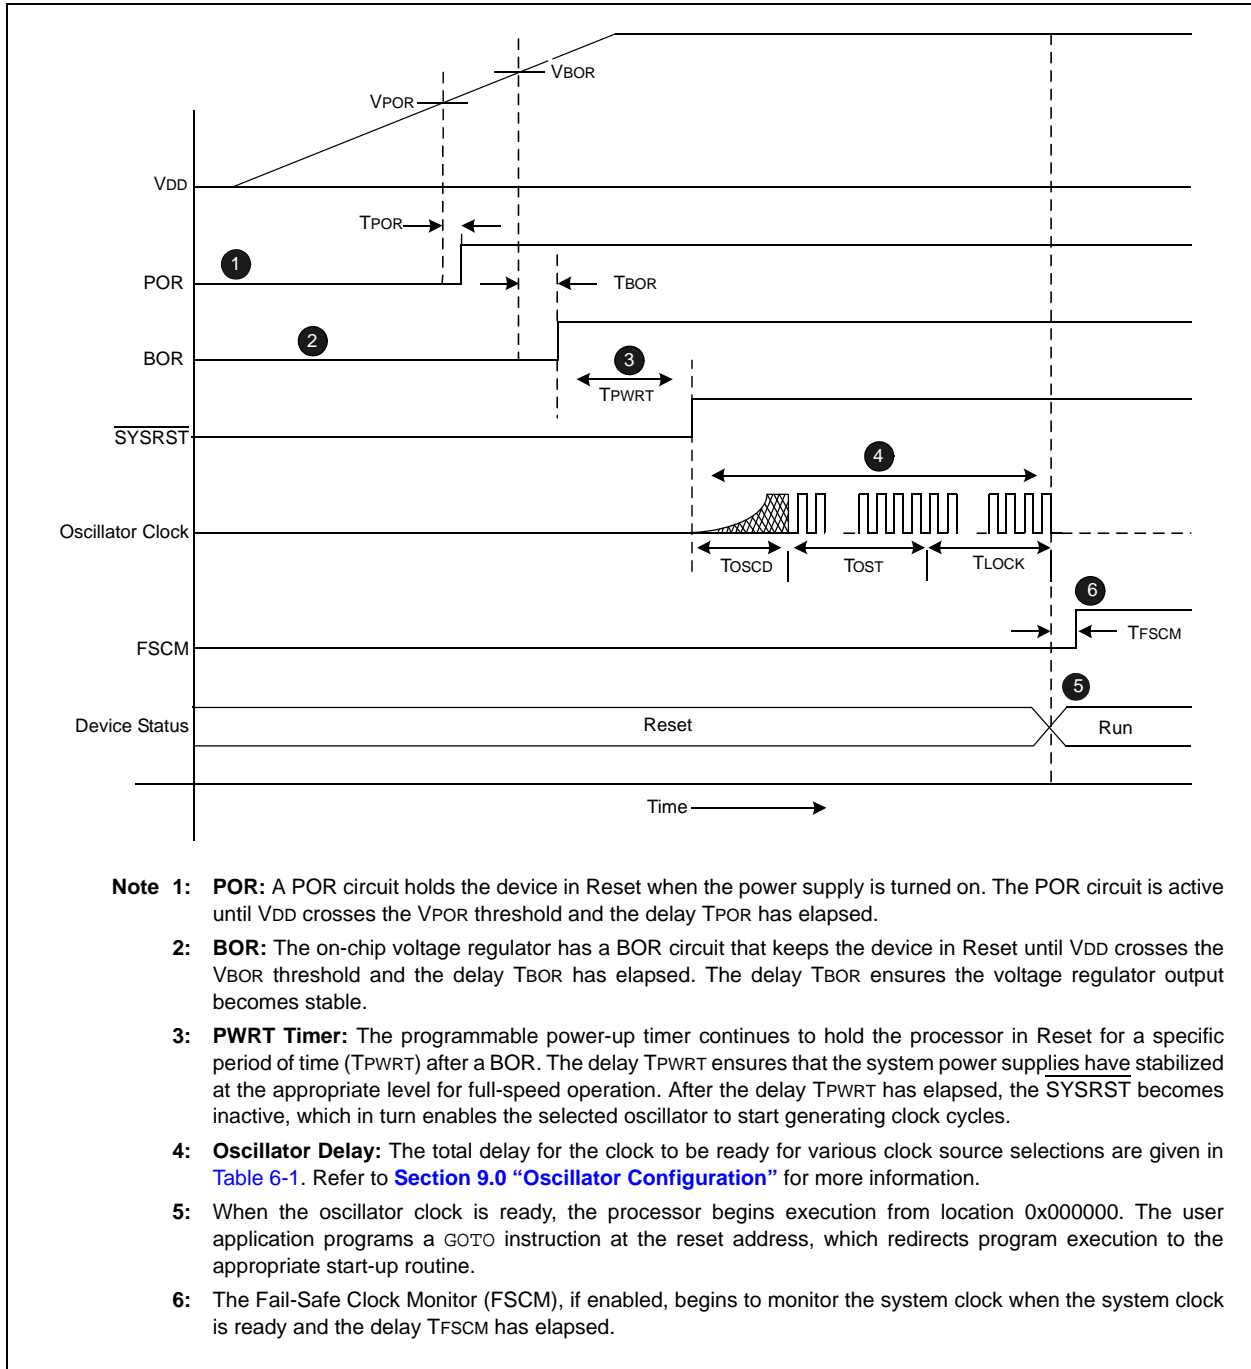 VBOR
VPOR
VDD
TPOR
1
POR
TBOR
2
BOR
3
TPWRT
SYSRST
4
Oscillator Clock
TOSCD
TOST
TLOCK
6
FSCM
TFSCM
5
Device Status
Reset
Run
Time
Note 1: POR: A POR circuit holds the device in Reset when the power supply is turned on. The POR circuit is active
until VDD crosses the VPOR threshold and the delay TPOR has elapsed.
2: BOR: The on-chip voltage regulator has a BOR circuit that keeps the device in Reset until VDD crosses the
VBOR threshold and the delay TBOR has elapsed. The delay TBOR ensures the voltage regulator output
becomes stable.
3: PWRT Timer: The programmable power-up timer continues to hold the processor in Reset for a specific
period of time (TPWRT) after a BOR. The delay TPWRT ensures that the system power supplies have stabilized
at the appropriate level for full-speed operation. After the delay TPWRT has elapsed, the SYSRST becomes
inactive, which in turn enables the selected oscillator to start generating clock cycles.
4: Oscillator Delay: The total delay for the clock to be ready for various clock source selections are given in
Table 6-1. Refer to Section 9.0 “Oscillator Configuration” for more information.
5: When the oscillator clock is ready, the processor begins execution from location 0x000000. The user
application programs a GOTO instruction at the reset address, which redirects program execution to the
appropriate start-up routine.
6: The Fail-Safe Clock Monitor (FSCM), if enabled, begins to monitor the system clock when the system clock
is ready and the delay TFSCM has elapsed.